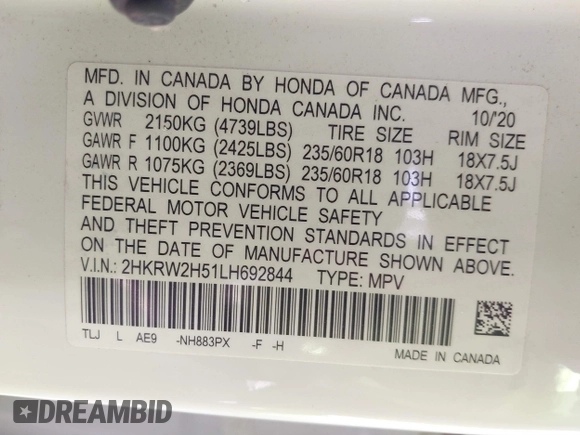 MFD. IN CANADA BY HONDA OF CANADA MFG.,
A DIVISION OF HONDA CANADA INC. 10/'20
GVWR 2150KG (4739LBS) TIRE SIZE RIM SIZE
GAWR F 1100KG (2425LBS) 235/60R18 103H 18X7.5J
GAWR R 1075KG (2369LBS) 235/60R18 103H 18X7.5J
THIS VEHICLE CONFORMS TO ALL APPLICABLE
FEDERAL MOTOR VEHICLE SAFETY
AND THEFT PREVENTION STANDARDS IN EFFECT
ON THE DATE OF MANUFACTURE SHOWN ABOVE.
V.I.N.: 2HKRW2H51LH692844 TYPE: MPV
TLJ L AE9 -NH883PX -F -H
MADE IN CANADA
DREAMBID